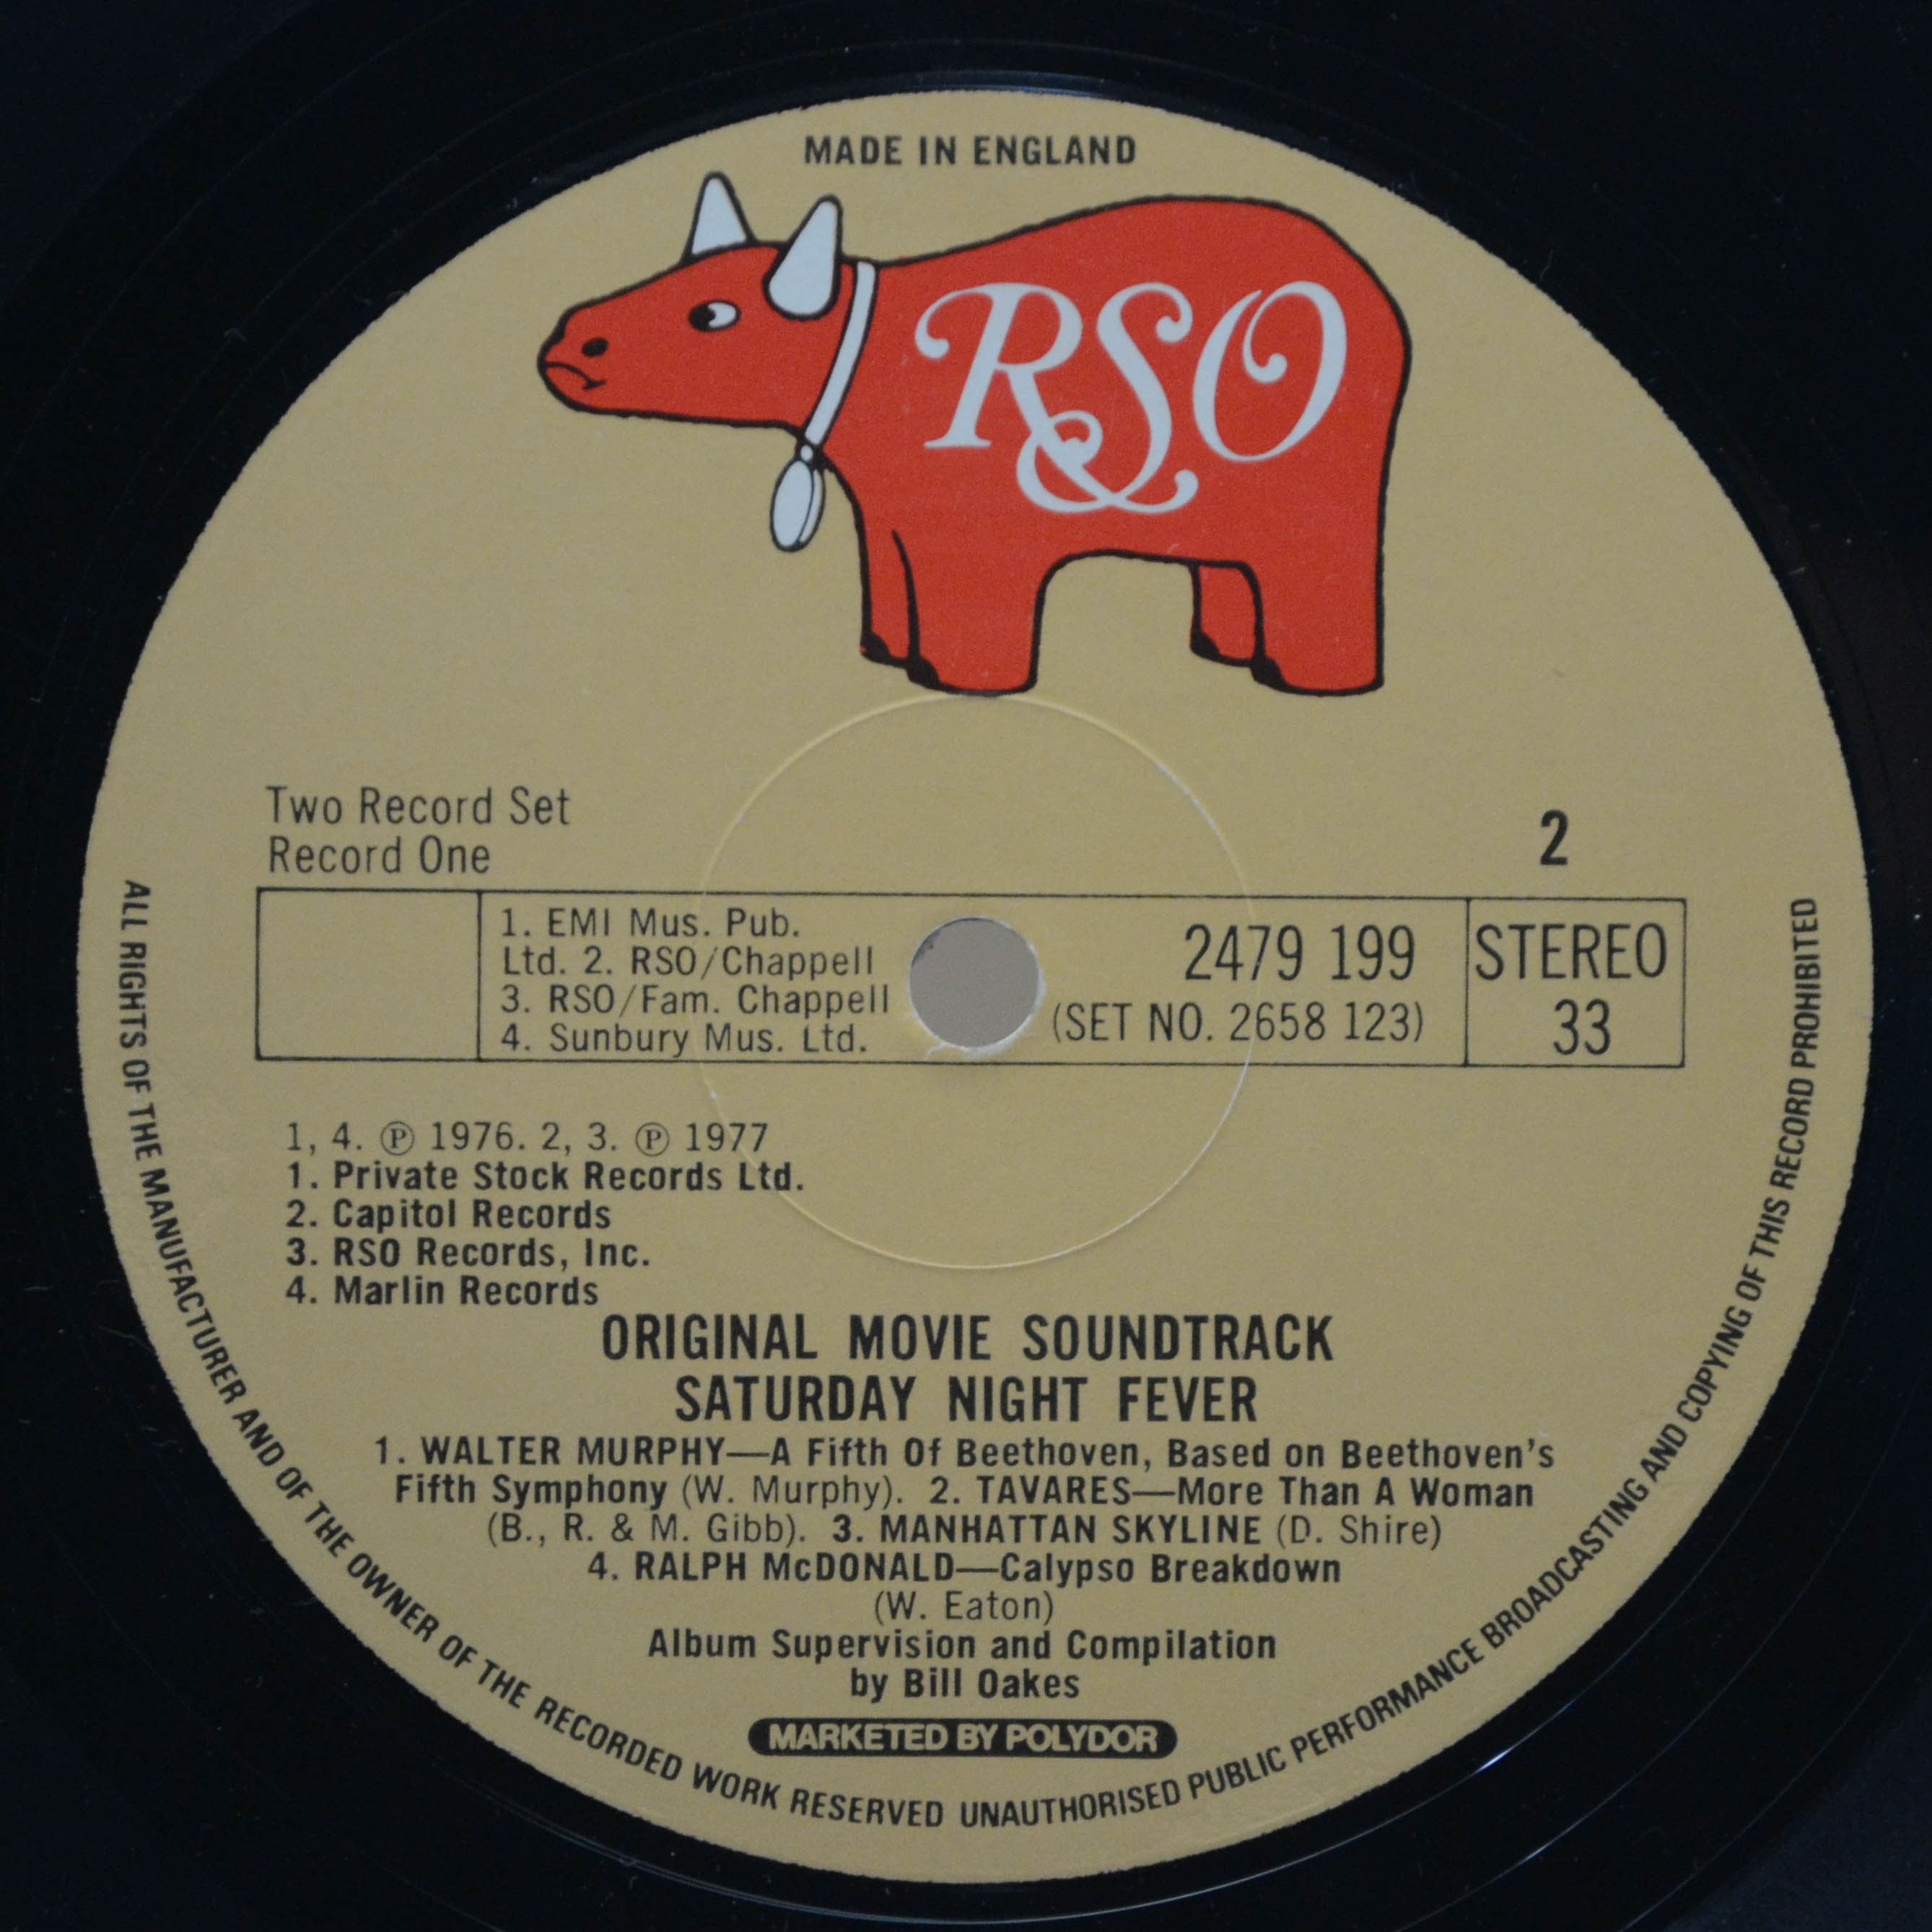 MADE IN ENGLAND
RSO
Two Record Set
Record One
2
1. EMI Mus. Pub.
Ltd. 2. RSO/Chappell
3. RSO/Fam. Chappell
4. Sunbury Mus. Ltd.
2479 199
(SET NO. 2658 123)
STEREO
33
1, 4. ℗ 1976. 2, 3. ℗ 1977
1. Private Stock Records Ltd.
2. Capitol Records
3. RSO Records, Inc.
4. Marlin Records
ORIGINAL MOVIE SOUNDTRACK
SATURDAY NIGHT FEVER
1. WALTER MURPHY—A Fifth Of Beethoven, Based on Beethoven's
Fifth Symphony (W. Murphy). 2. TAVARES—More Than A Woman
(B., R. & M. Gibb). 3. MANHATTAN SKYLINE (D. Shire)
4. RALPH McDONALD—Calypso Breakdown
(W. Eaton)
Album Supervision and Compilation
by Bill Oakes
MARKETED BY POLYDOR
ALL RIGHTS OF THE MANUFACTURER AND OF THE OWNER OF THE RECORDED WORK RESERVED UNAUTHORISED PUBLIC PERFORMANCE BROADCASTING AND COPYING OF THIS RECORD PROHIBITED